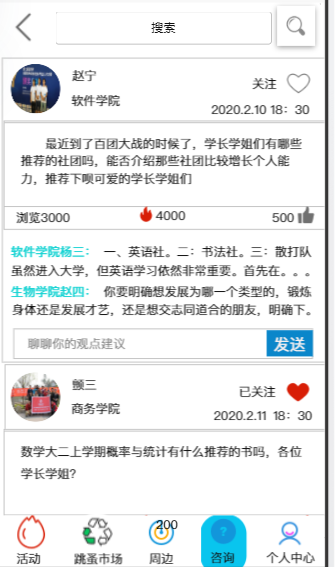 搜索
赵宁
关注
软件学院
2020.2.10 18：30
最近到了百团大战的时候了，学长学姐们有哪些
推荐的社团吗，能否介绍那些社团比较增长个人能
力，推荐下呗可爱的学长学姐们
浏览3000 4000 500
软件学院杨三： 一、英语社。二：书法社。三：散打队
虽然进入大学，但英语学习依然非常重要。首先在。。。
生物学院赵四： 你要明确想发展为哪一个类型的，锻炼
身体还是发展才艺，还是想交志同道合的朋友，明确下。
聊聊你的观点建议 发送
颤三
已关注
商务学院
2020.2.11 18：30
数学大二上学期概率与统计有什么推荐的书吗，各位
学长学姐?
200
活动 跳蚤市场 周边 咨询 个人中心